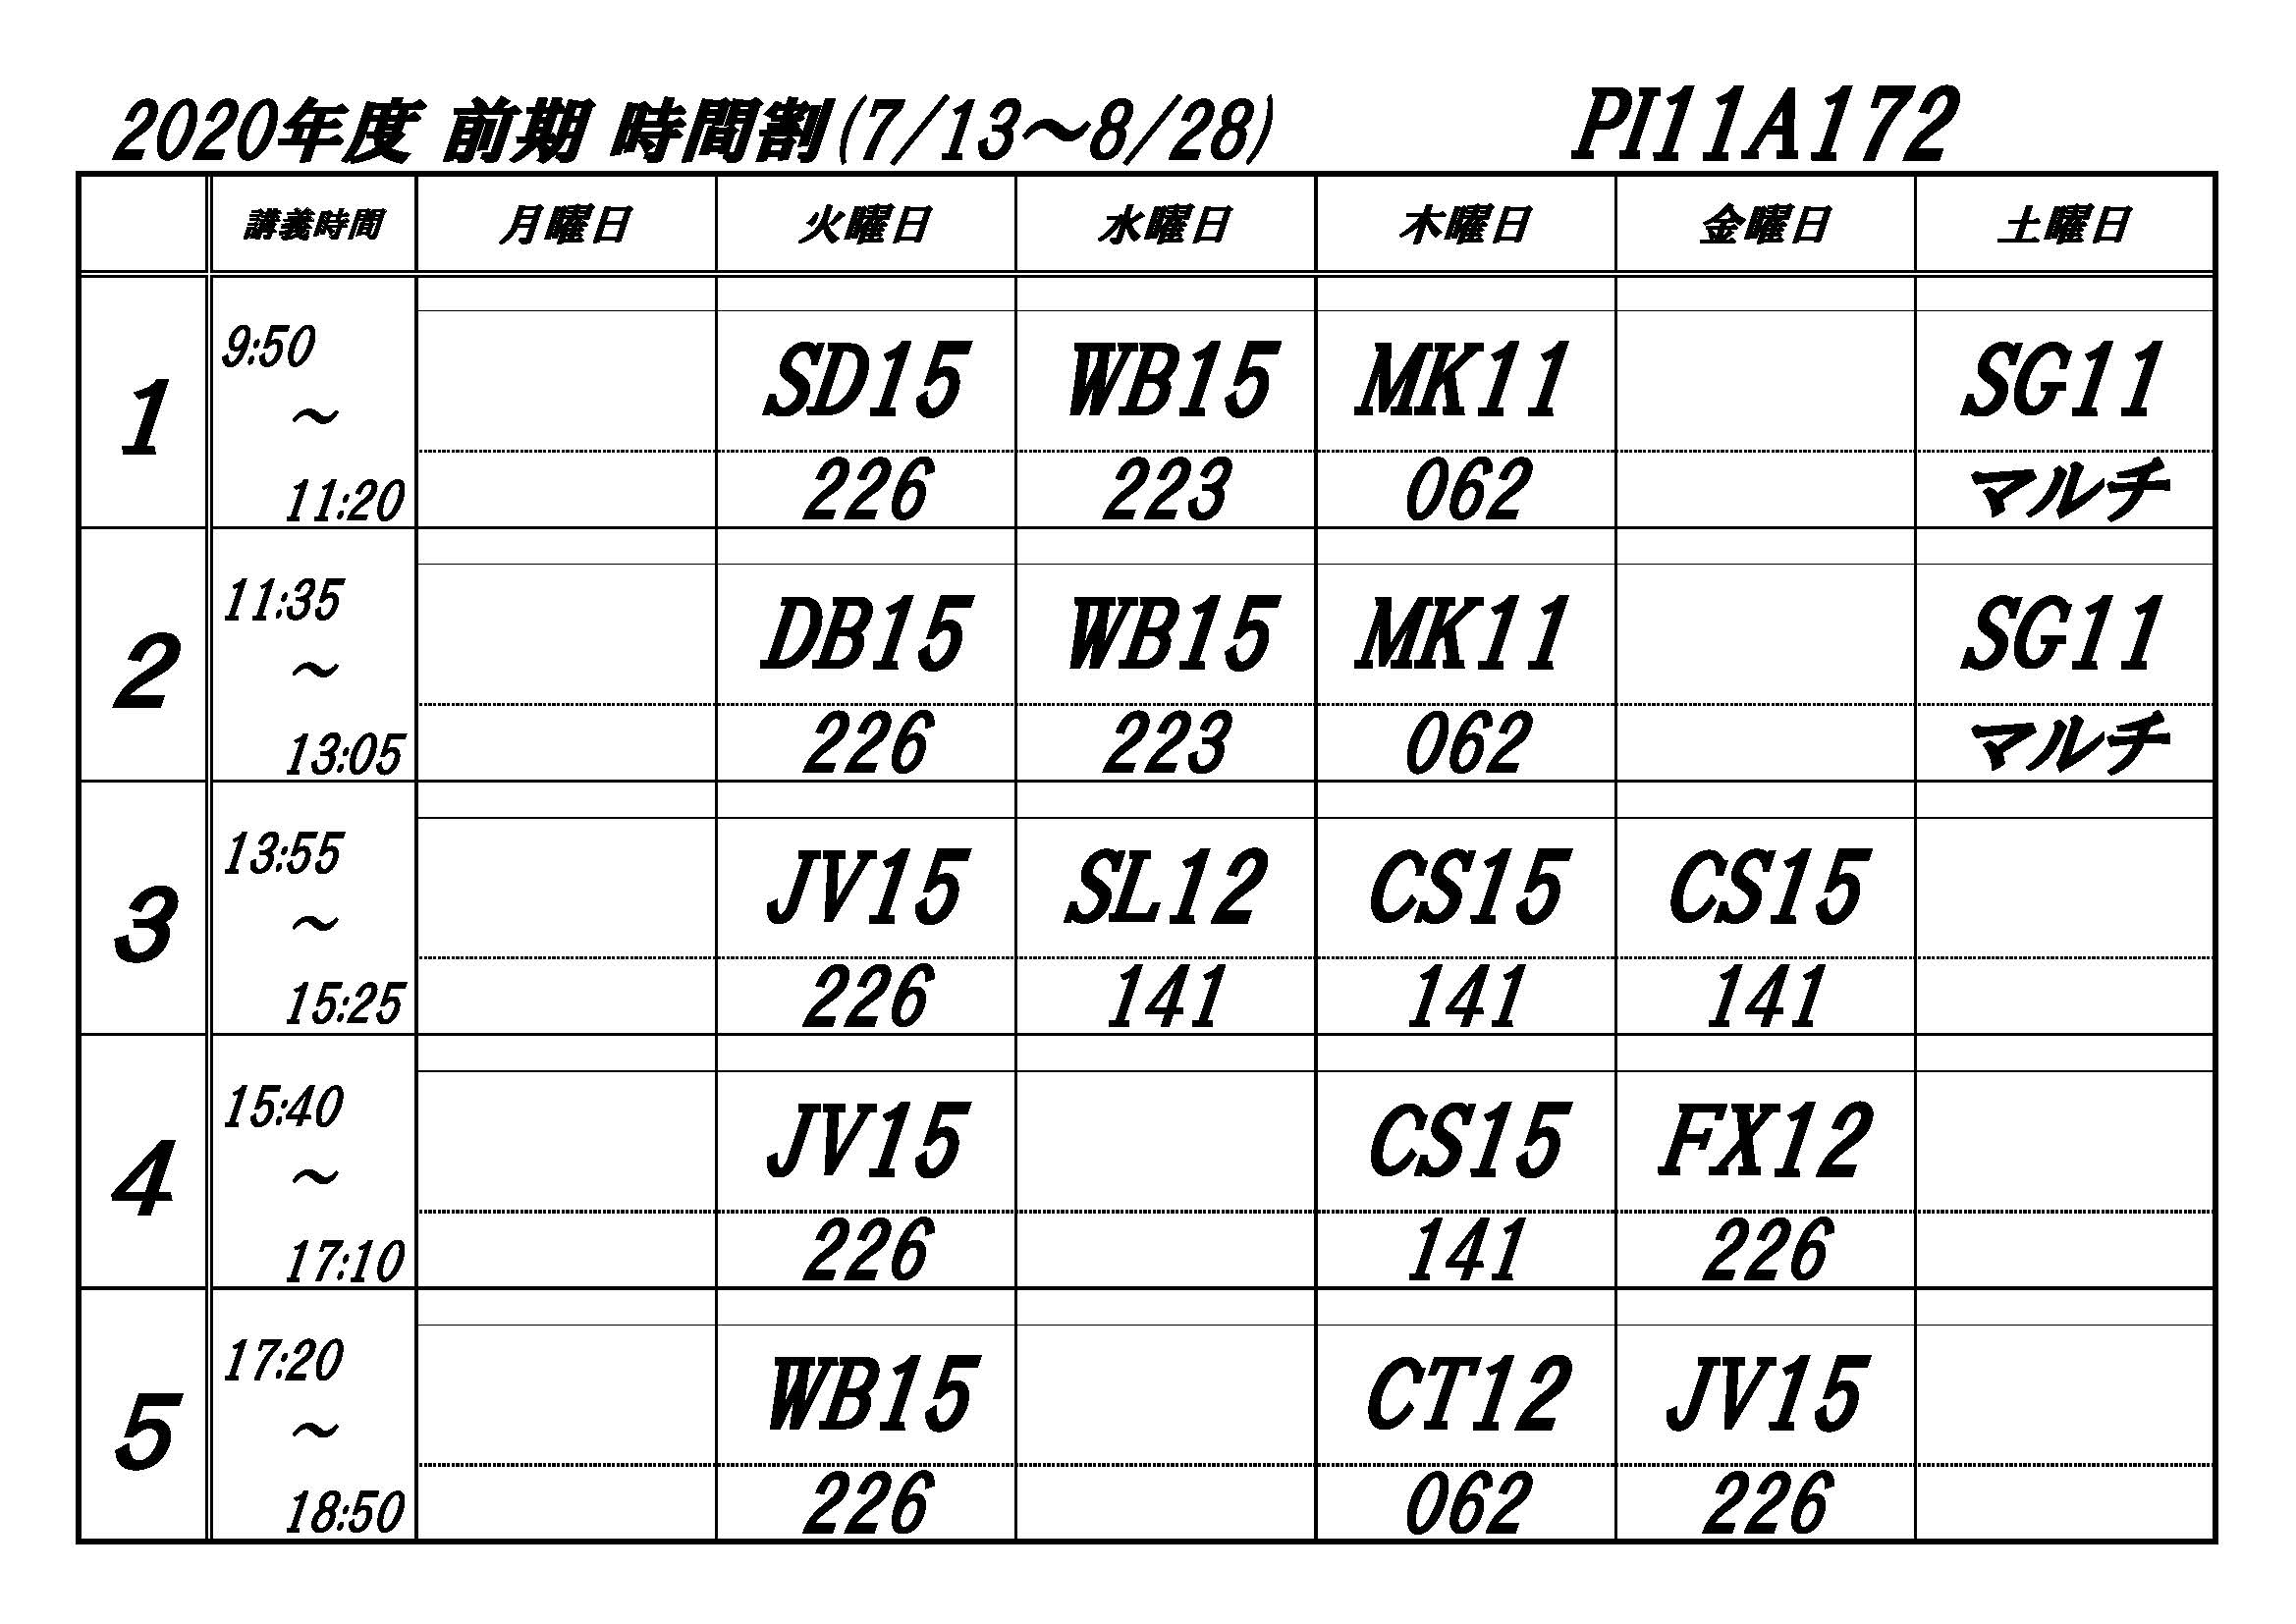 2020年度 前期 時間割(7/13～8/28) PI11A172
講義時間 月曜日 火曜日 水曜日 木曜日 金曜日 土曜日
1 9:50 ～ 11:20
SD15 WB15 MK11 SG11
226 223 062 マルチ
2 11:35 ～ 13:05
DB15 WB15 MK11 SG11
226 223 062 マルチ
3 13:55 ～ 15:25
JV15 SL12 CS15 CS15
226 141 141 141
4 15:40 ～ 17:10
JV15 CS15 FX12
226 141 226
5 17:20 ～ 18:50
WB15 CT12 JV15
226 062 226